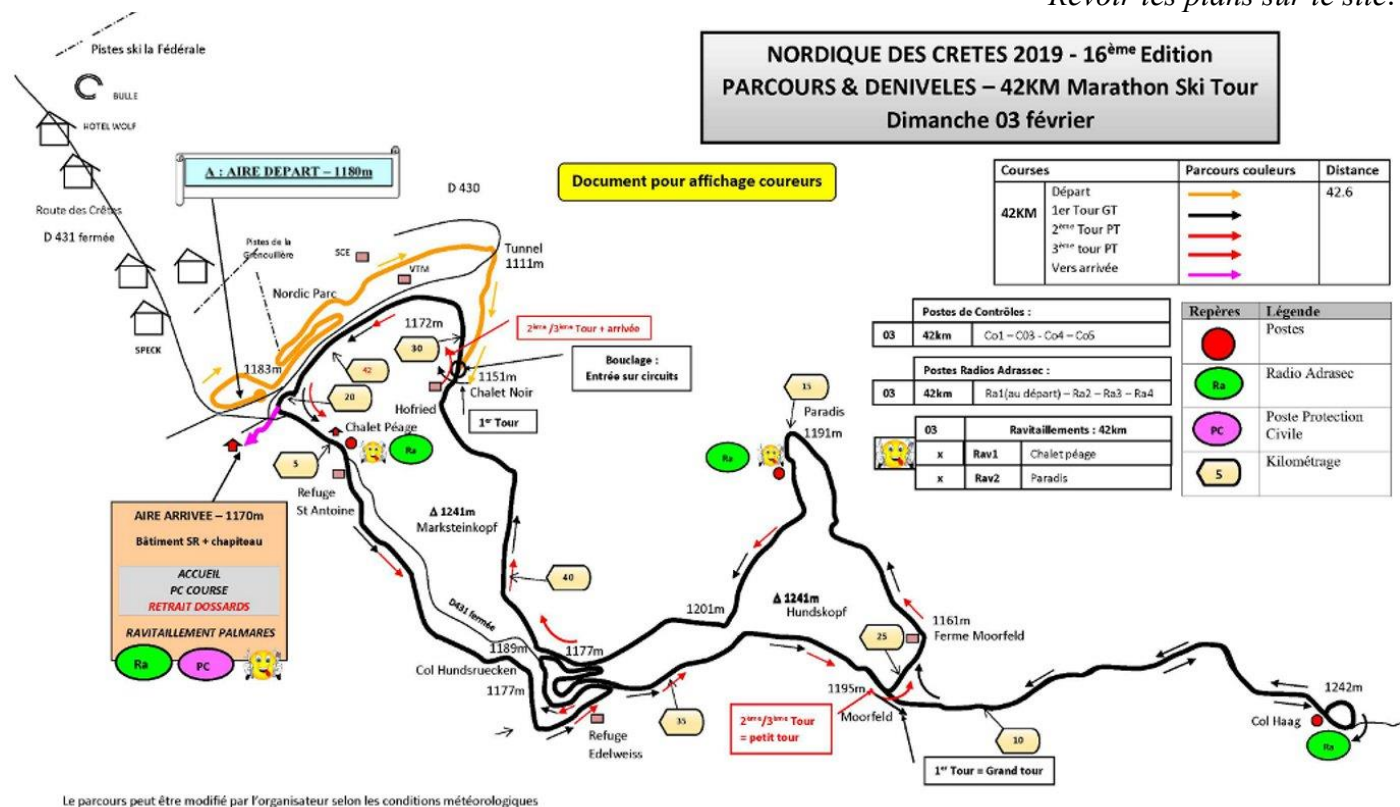 Revoir les plans sur le site.
Pistes ski la Fédérale
BULLE
HOTEL WOLF
NORDIQUE DES CRETES 2019 - 16ème Edition
PARCOURS & DENIVELES – 42KM Marathon Ski Tour
Dimanche 03 février
A : AIRE DEPART – 1180m
Document pour affichage coureurs
D 430
Route des Crêtes
D 431 fermée
Pistes de la Grenouillère
SCE
VTM
Tunnel
1111m
Nordic Parc
SPECK
1183m
1172m
2ème /3ème Tour + arrivée
30
42
20
1151m
Chalet Noir
Bouclage :
Entrée sur circuits
Hofried
1er Tour
Chalet Péage
Ra
5
Refuge
St Antoine
Δ 1241m
Marksteinkopf
15
Paradis
1191m
Ra
Courses
Parcours couleurs
Distance
42KM
Départ
42.6
1er Tour GT
2ème Tour PT
3ème tour PT
Vers arrivée
Postes de Contrôles :
03
42km
Co1 – C03 - Co4 – Co5
Postes Radios Adrassec :
03
42km
Ra1(au départ) – Ra2 – Ra3 – Ra4
03
Ravitaillements : 42km
x
Rav1
Chalet péage
x
Rav2
Paradis
Repères
Légende
Postes
Ra
Radio Adrasec
PC
Poste Protection
Civile
5
Kilométrage
AIRE ARRIVEE – 1170m
Bâtiment SR + chapiteau
ACCUEIL
PC COURSE
RETRAIT DOSSARDS
RAVITAILLEMENT PALMARES
Ra
PC
40
D431 fermée
1201m
Δ 1241m
Hundskopf
1161m
Ferme Moorfeld
25
1189m
Col Hundsruecken
1177m
1177m
Refuge
Edelweiss
35
2ème/3ème Tour
= petit tour
1195m
Moorfeld
10
1er Tour = Grand tour
1242m
Col Haag
Ra
Le parcours peut être modifié par l'organisateur selon les conditions météorologiques